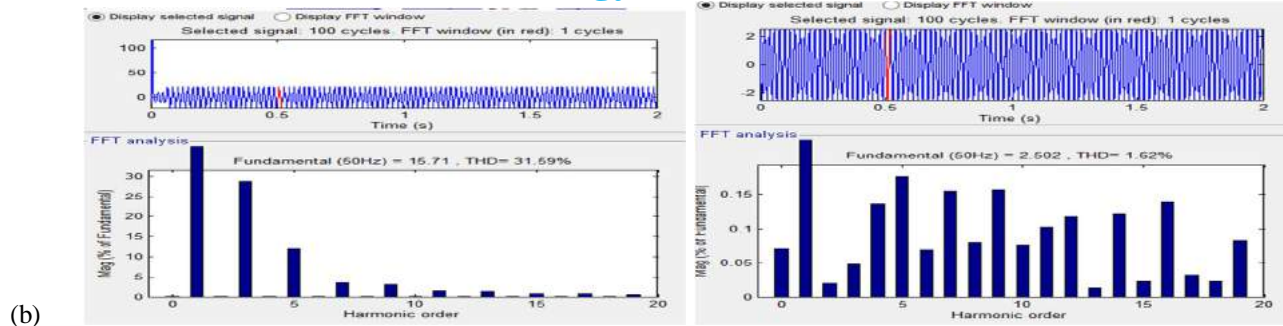 Display selected signal Display FFT window
Selected signal: 100 cycles. FFT window (in red): 1 cycles
100
50
0
0 0.5 1 1.5 2
Time (s)
FFT analysis
Fundamental (50Hz) = 15.71 , THD= 31.59%
Mag (% of Fundamental)
30
25
20
15
10
5
0
0 5 10 15 20
Harmonic order
Display selected signal Display FFT window
Selected signal: 100 cycles. FFT window (in red): 1 cycles
2
0
-2
0 0.5 1 1.5 2
Time (s)
FFT analysis
Fundamental (50Hz) = 2.502 , THD= 1.62%
Mag (% of Fundamental)
0.15
0.1
0.05
0
0 5 10 15 20
Harmonic order
(b)